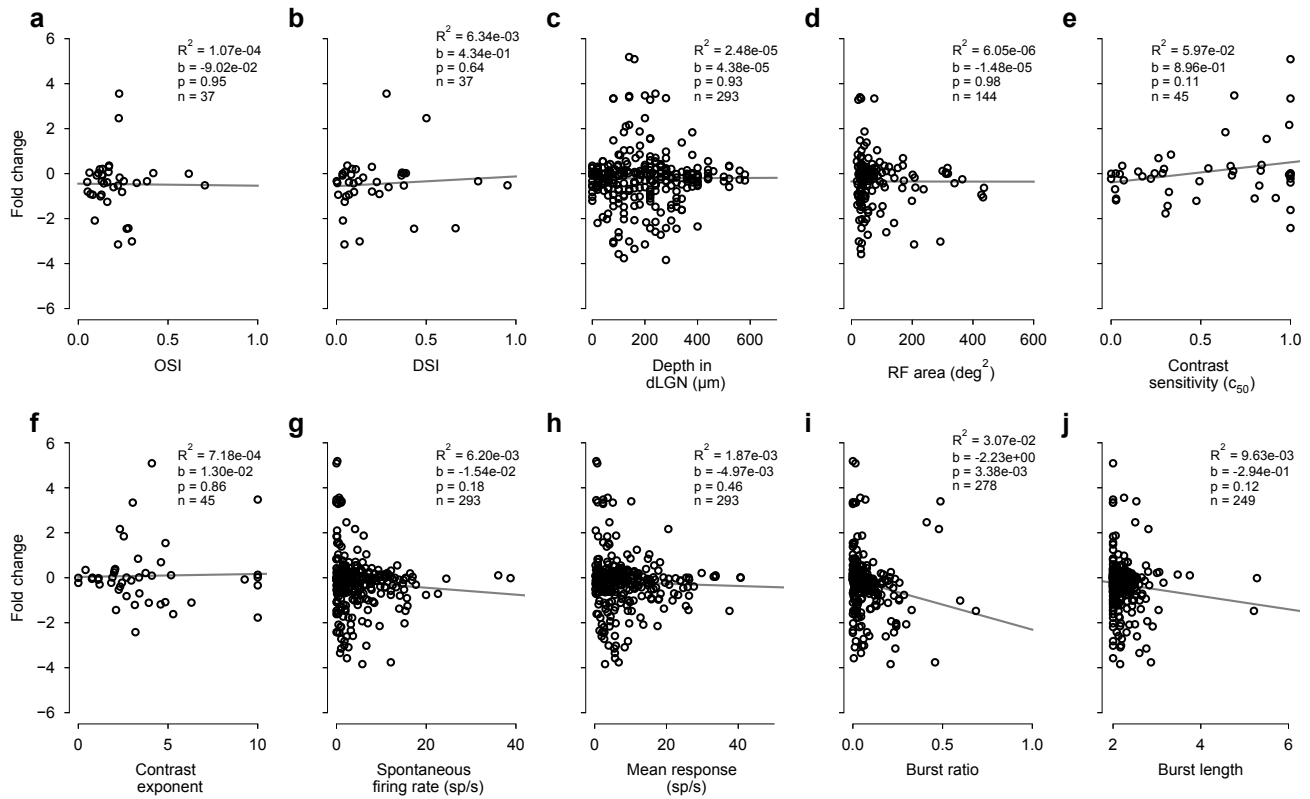 a
R² = 1.07e-04
b = -9.02e-02
p = 0.95
n = 37
6
4
2
0
−2
−4
−6
Fold change
0.0 0.5 1.0
OSI
b
R² = 6.34e-03
b = 4.34e-01
p = 0.64
n = 37
0.0 0.5 1.0
DSI
c
R² = 2.48e-05
b = 4.38e-05
p = 0.93
n = 293
0 200 400 600
Depth in
dLGN (µm)
d
R² = 6.05e-06
b = -1.48e-05
p = 0.98
n = 144
0 200 400 600
RF area (deg²)
e
R² = 5.97e-02
b = 8.96e-01
p = 0.11
n = 45
0.0 0.5 1.0
Contrast
sensitivity (c₅₀)
f
R² = 7.18e-04
b = 1.30e-02
p = 0.86
n = 45
6
4
2
0
−2
−4
−6
Fold change
0 5 10
Contrast
exponent
g
R² = 6.20e-03
b = -1.54e-02
p = 0.18
n = 293
0 20 40
Spontaneous
firing rate (sp/s)
h
R² = 1.87e-03
b = -4.97e-03
p = 0.46
n = 293
0 20 40
Mean response
(sp/s)
i
R² = 3.07e-02
b = -2.23e+00
p = 3.38e-03
n = 278
0.0 0.5 1.0
Burst ratio
j
R² = 9.63e-03
b = -2.94e-01
p = 0.12
n = 249
2 4 6
Burst length